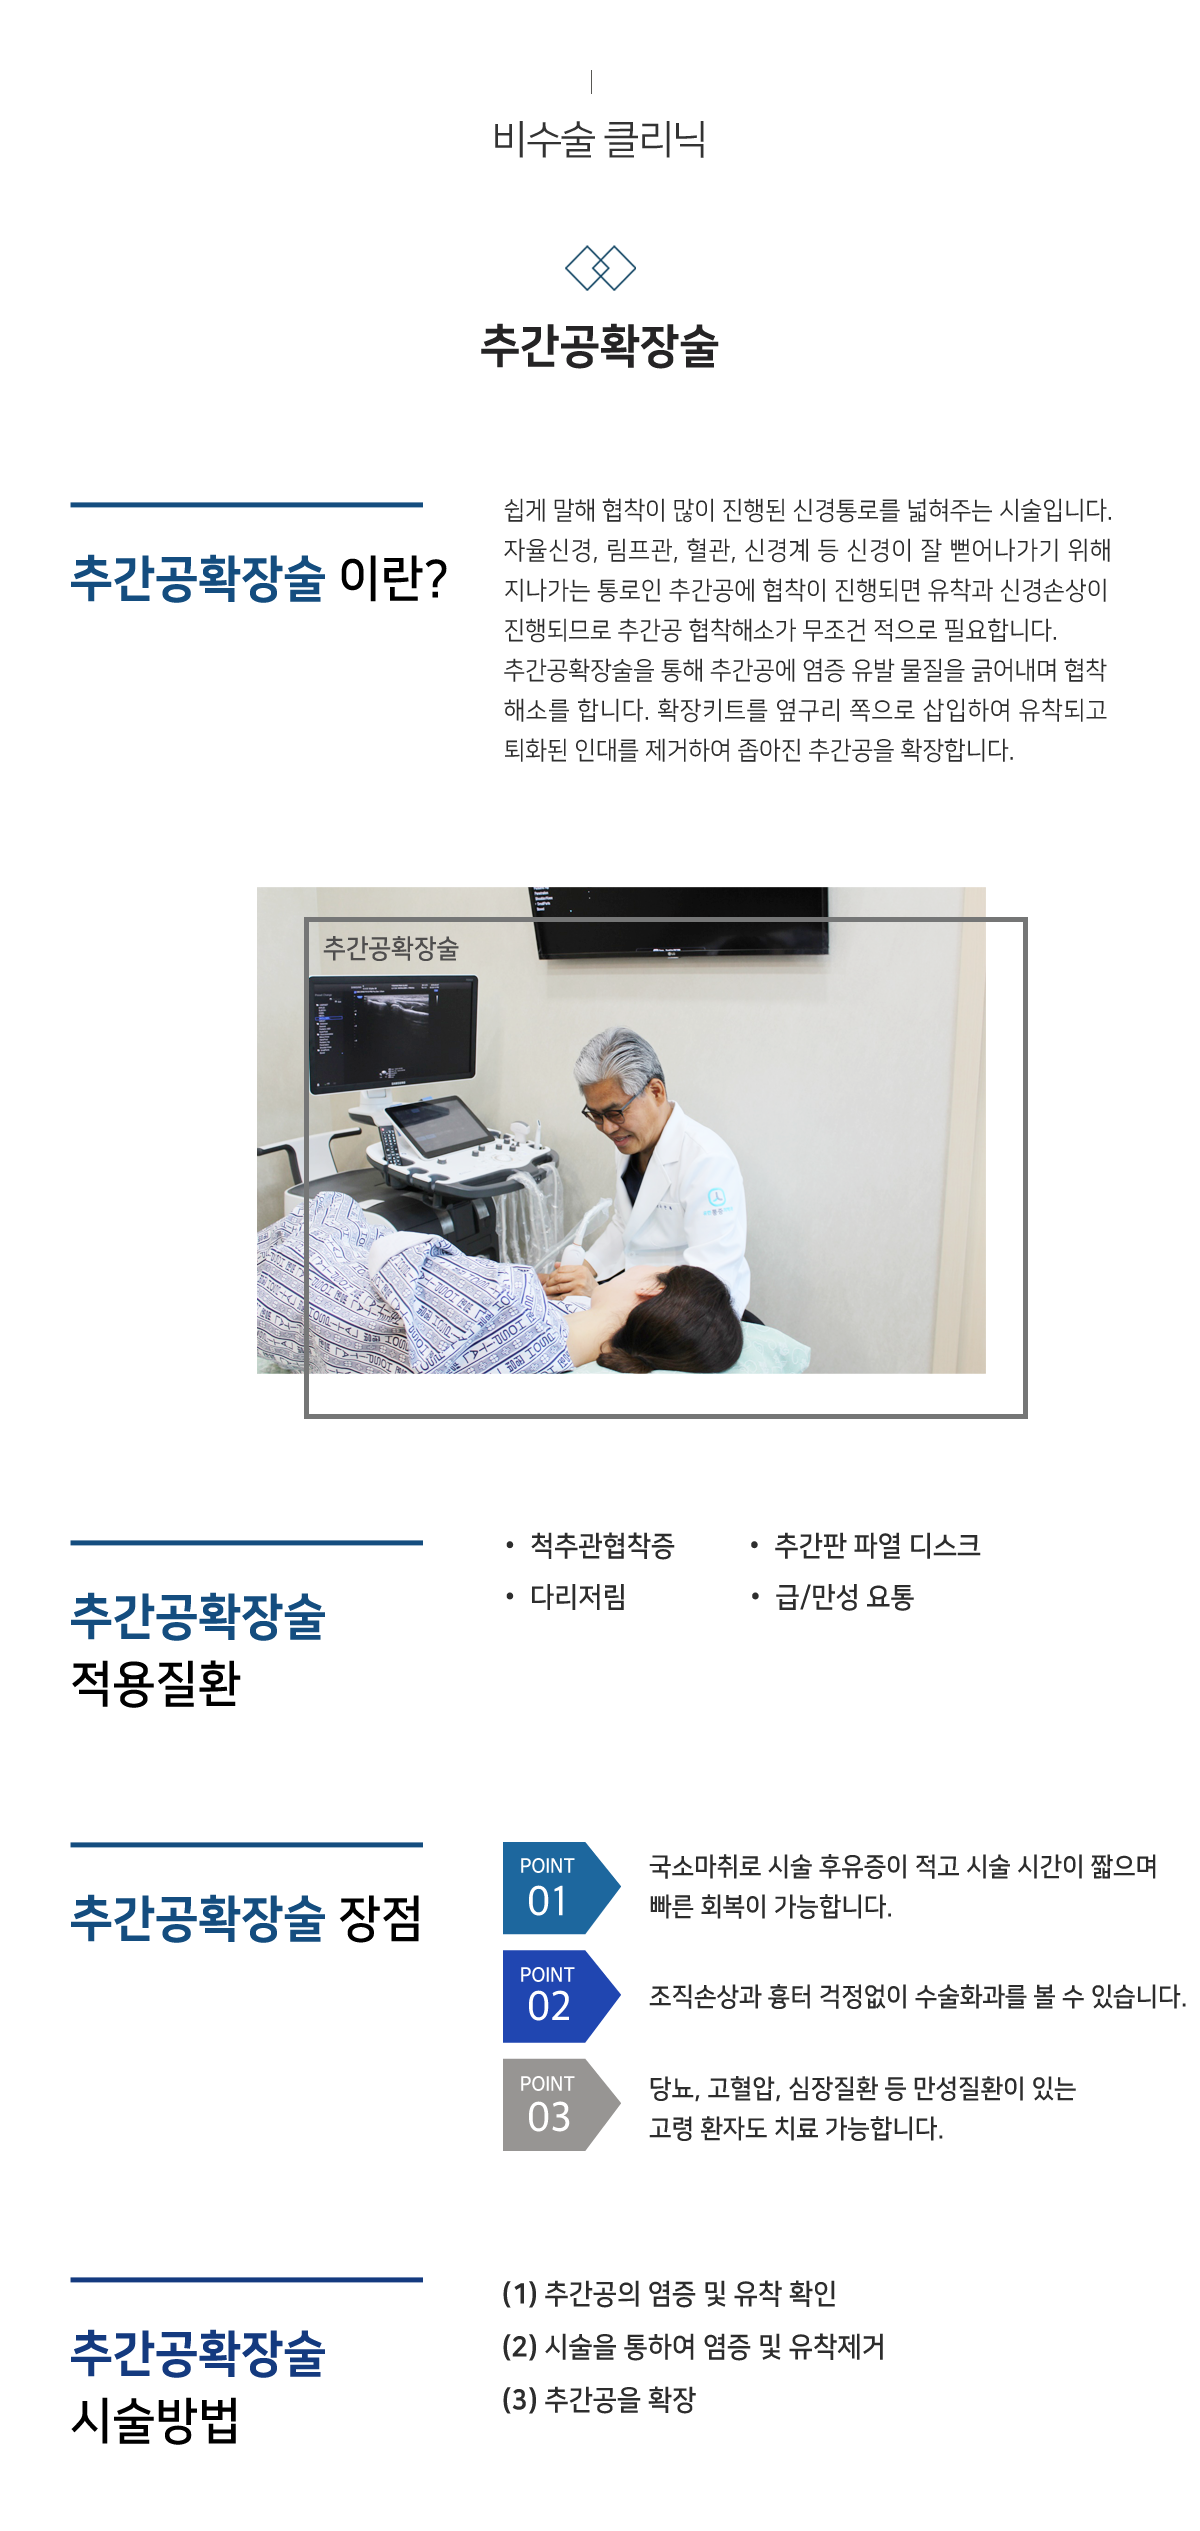 비수술 클리닉
추간공확장술
추간공확장술 이란?
쉽게 말해 협착이 많이 진행된 신경통로를 넓혀주는 시술입니다.
자율신경, 림프관, 혈관, 신경계 등 신경이 잘 뻗어나가기 위해
지나가는 통로인 추간공에 협착이 진행되면 유착과 신경손상이
진행되므로 추간공 협착해소가 무조건 적으로 필요합니다.
추간공확장술을 통해 추간공에 염증 유발 물질을 긁어내며 협착
해소를 합니다. 확장키트를 옆구리 쪽으로 삽입하여 유착되고
퇴화된 인대를 제거하여 좁아진 추간공을 확장합니다.
추간공확장술
SAMSUNG
추간공확장술
적용질환
• 척추관협착증
• 추간판 파열 디스크
• 다리저림
• 급/만성 요통
추간공확장술 장점
POINT
01
국소마취로 시술 후유증이 적고 시술 시간이 짧으며
빠른 회복이 가능합니다.
POINT
02
조직손상과 흉터 걱정없이 수술화과를 볼 수 있습니다.
POINT
03
당뇨, 고혈압, 심장질환 등 만성질환이 있는
고령 환자도 치료 가능합니다.
추간공확장술
시술방법
(1) 추간공의 염증 및 유착 확인
(2) 시술을 통하여 염증 및 유착제거
(3) 추간공을 확장